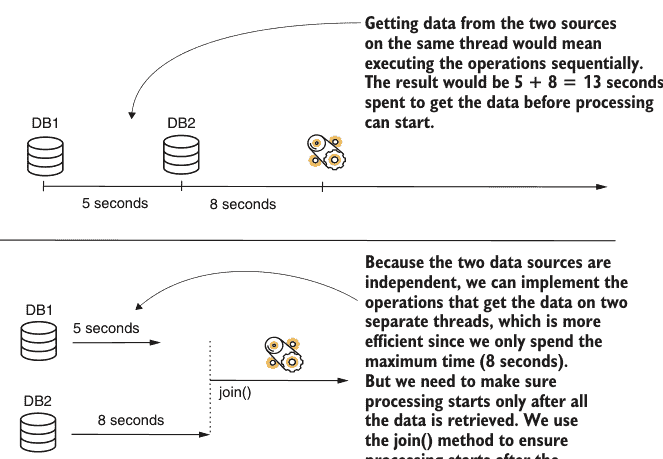 Getting data from the two sources
on the same thread would mean
executing the operations sequentially.
The result would be 5 + 8 = 13 seconds
spent to get the data before processing
can start.
DB1
DB2
5 seconds
8 seconds
Because the two data sources are
independent, we can implement the
operations that get the data on two
separate threads, which is more
efficient since we only spend the
maximum time (8 seconds).
But we need to make sure
processing starts only after all
the data is retrieved. We use
the join() method to ensure
processing starts after the
DB1
5 seconds
join()
DB2
8 seconds